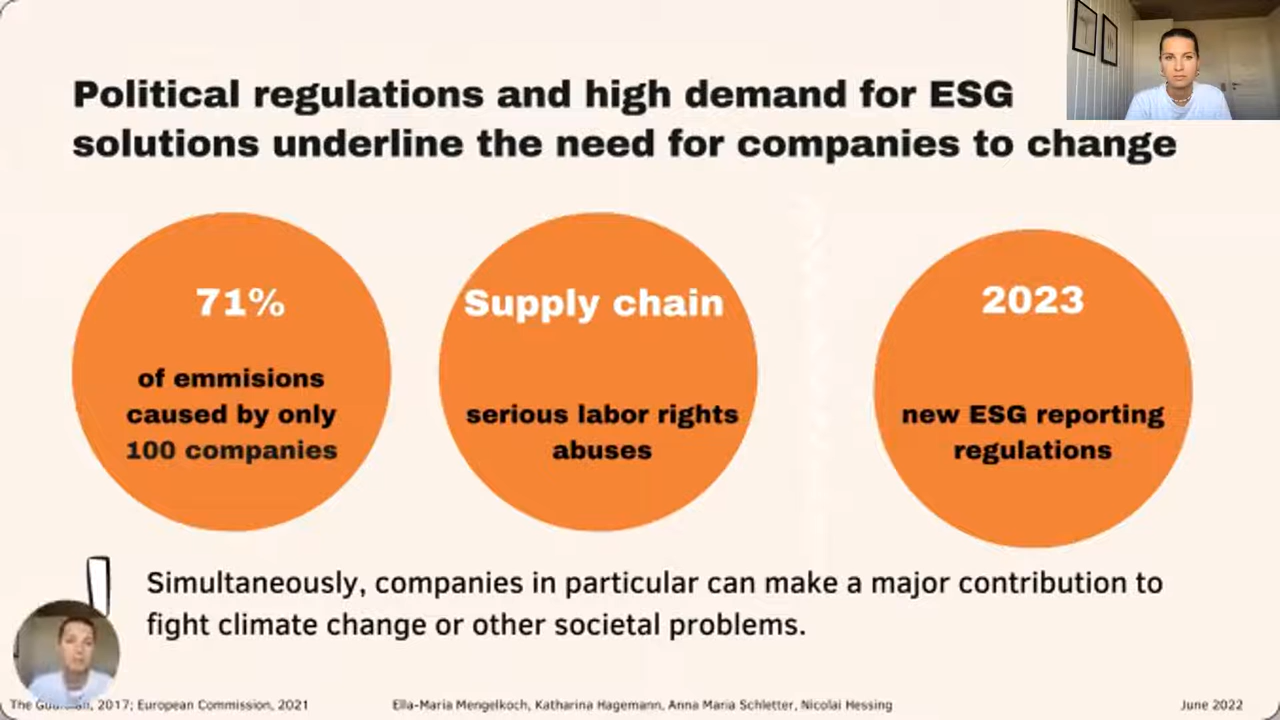 Political regulations and high demand for ESG
solutions underline the need for companies to change
71%
of emmisions
caused by only
100 companies
Supply chain
serious labor rights
abuses
2023
new ESG reporting
regulations
Simultaneously, companies in particular can make a major contribution to
fight climate change or other societal problems.
The 2017; European Commission, 2021
Ella-Maria Mengelkoch, Katharina Hagemann, Anna Maria Schletter, Nicolai Hessing
June 2022